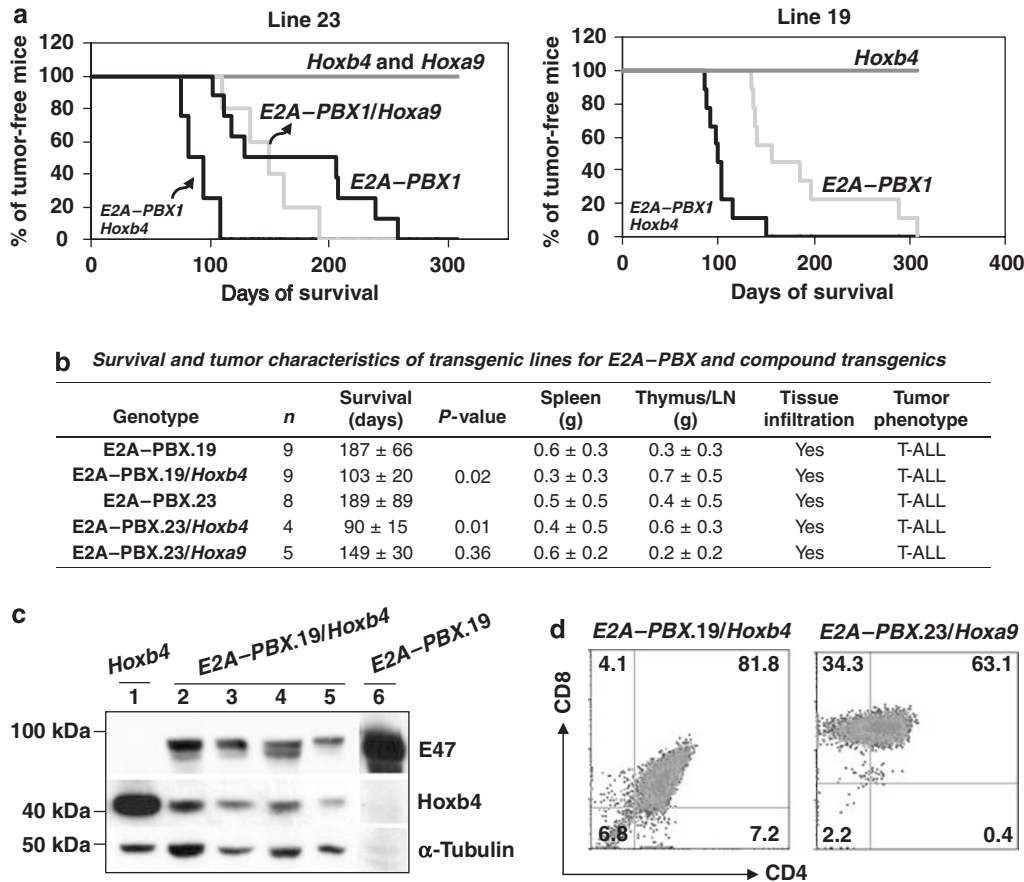 a
Line 23
% of tumor-free mice
120
100
80
60
40
20
0
Hoxb4 and Hoxa9
E2A–PBX1/Hoxa9
E2A–PBX1
E2A–PBX1
Hoxb4
0 100 200 300
Days of survival
Line 19
% of tumor-free mice
120
100
80
60
40
20
0
Hoxb4
E2A–PBX1
E2A–PBX1
Hoxb4
0 100 200 300 400
Days of survival
b Survival and tumor characteristics of transgenic lines for E2A–PBX and compound transgenics
Genotype n Survival (days) P-value Spleen (g) Thymus/LN (g) Tissue infiltration Tumor phenotype
E2A–PBX.19 9 187 ± 66 0.6 ± 0.3 0.3 ± 0.3 Yes T-ALL
E2A–PBX.19/Hoxb4 9 103 ± 20 0.02 0.3 ± 0.3 0.7 ± 0.5 Yes T-ALL
E2A–PBX.23 8 189 ± 89 0.5 ± 0.5 0.4 ± 0.5 Yes T-ALL
E2A–PBX.23/Hoxb4 4 90 ± 15 0.01 0.4 ± 0.5 0.6 ± 0.3 Yes T-ALL
E2A–PBX.23/Hoxa9 5 149 ± 30 0.36 0.6 ± 0.2 0.2 ± 0.2 Yes T-ALL
c
Hoxb4 E2A–PBX.19/Hoxb4 E2A–PBX.19
1 2 3 4 5 6
100 kDa E47
40 kDa Hoxb4
50 kDa α-Tubulin
d
E2A–PBX.19/Hoxb4 E2A–PBX.23/Hoxa9
4.1 81.8 34.3 63.1
CD8
6.8 7.2 2.2 0.4
CD4